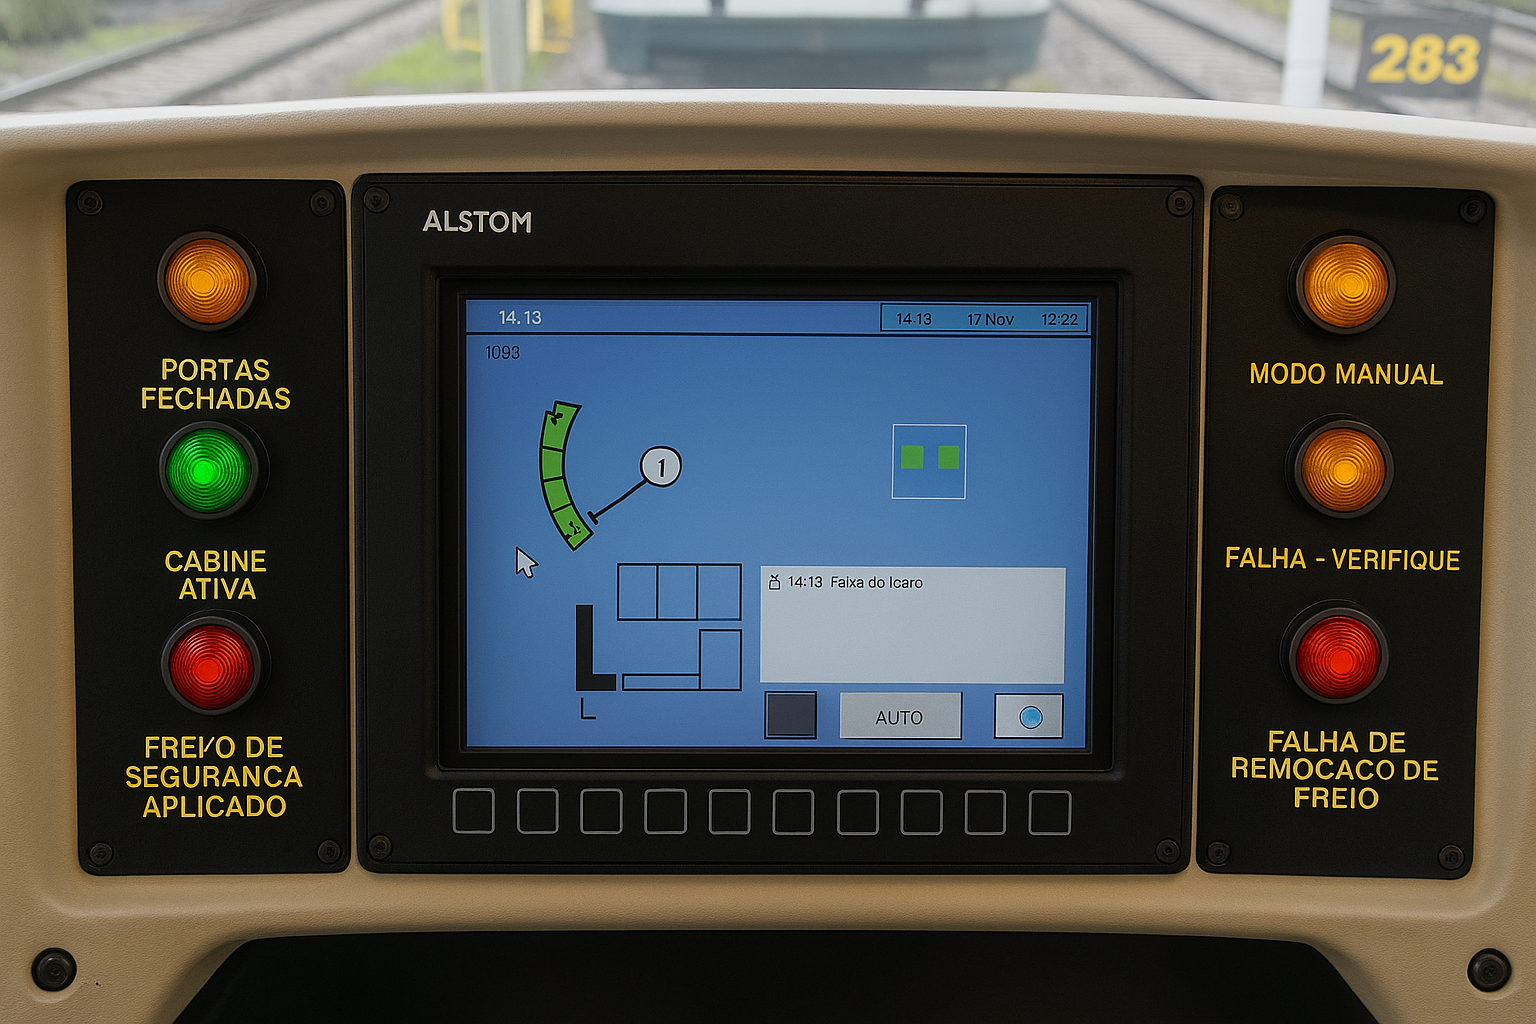 283
ALSTOM
PORTAS
FECHADAS
CABINE
ATIVA
FREI⁄O DE
SEGURANCA
APLICADO
14.13
14:13 17 Nov 12:22
1093
1
14:13 Faixa do Icaro
L
AUTO
MODO MANUAL
FALHA - VERIFIQUE
FALHA DE
REMOCACO DE
FREIO